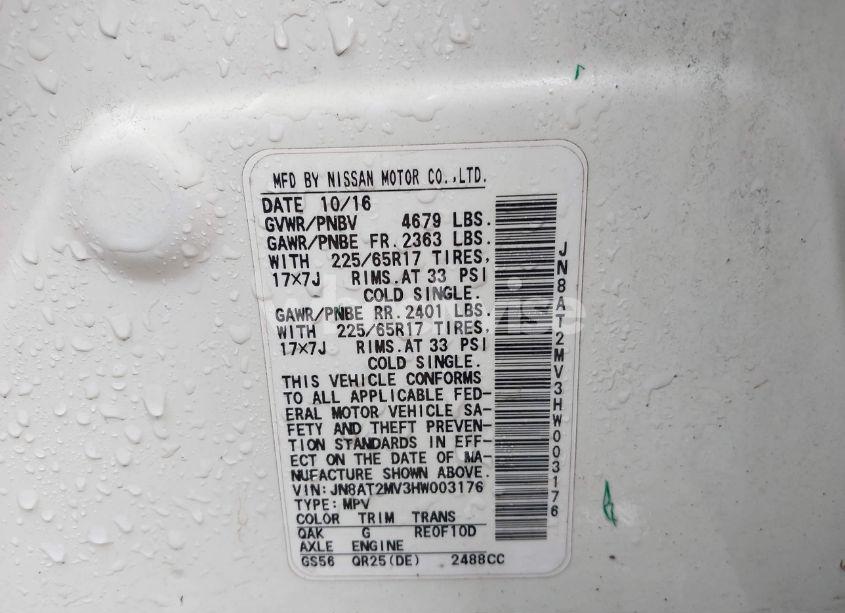 MFD BY NISSAN MOTOR CO.,LTD.
DATE 10/16
GVWR/PNBV 4679 LBS.
GAWR/PNBE FR. 2363 LBS.
WITH 225/65R17 TIRES,
17×7J RIMS.AT 33 PSI
COLD SINGLE.
GAWR/PNBE RR. 2401 LBS.
WITH 225/65R17 TIRES,
17×7J RIMS.AT 33 PSI
COLD SINGLE.
THIS VEHICLE CONFORMS
TO ALL APPLICABLE FED-
ERAL MOTOR VEHICLE SA-
FETY AND THEFT PREVEN-
TION STANDARDS IN EFF-
ECT ON THE DATE OF MA-
NUFACTURE SHOWN ABOVE.
VIN: JN8AT2MV3HW003176
TYPE: MPV
COLOR TRIM TRANS
QAK G RE0F10D
AXLE ENGINE
GS56 QR25(DE) 2488CC
JN8AT2MV3HW003176